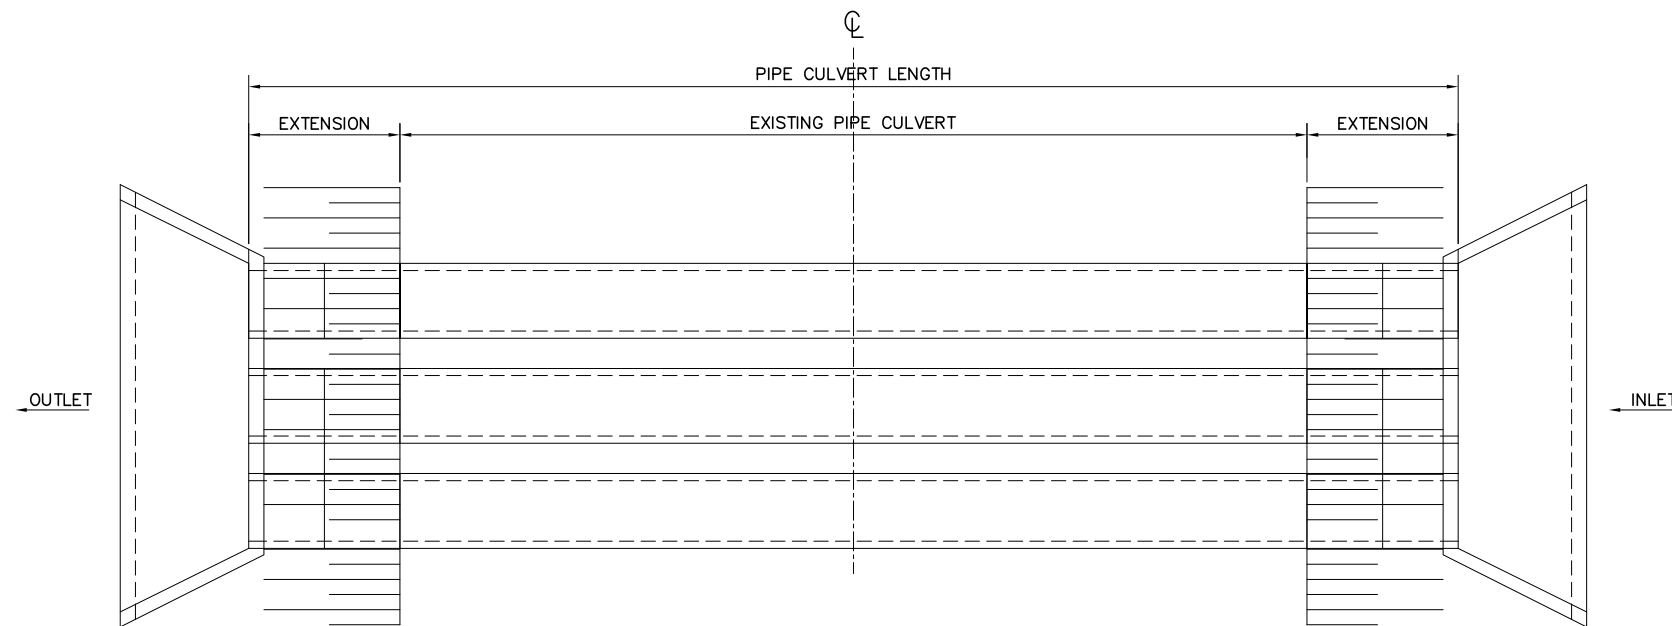 ℄
PIPE CULVERT LENGTH
EXTENSION
EXISTING PIPE CULVERT
EXTENSION
OUTLET
INLET